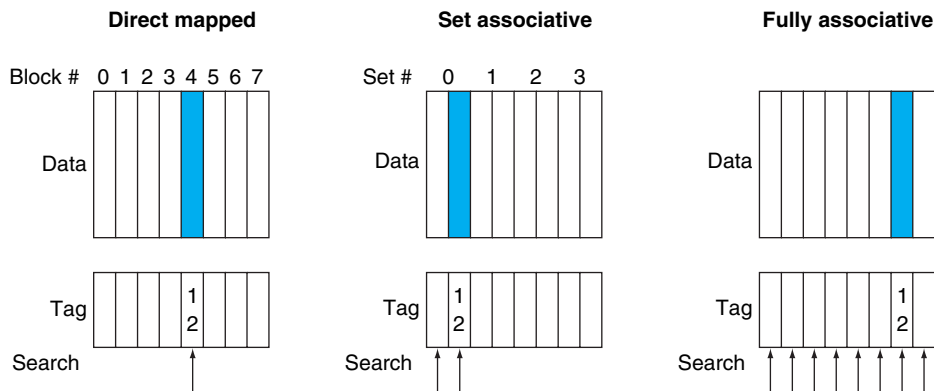 Direct mapped
Set associative
Fully associative
Block # 0 1 2 3 4 5 6 7
Set # 0 1 2 3
Data
Data
Data
Tag
1
2
Tag
1
2
Tag
1
2
Search
Search
Search